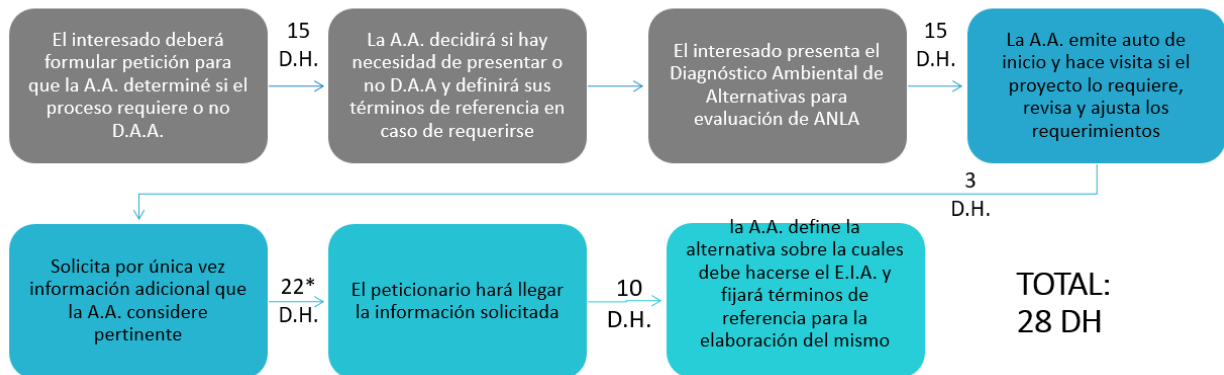 El interesado deberá
formular petición para
que la A.A. determiné si el
proceso requiere o no
D.A.A.
15
D.H.
La A.A. decidirá si hay
necesidad de presentar o
no D.A.A y definirá sus
términos de referencia en
caso de requerirse
El interesado presenta el
Diagnóstico Ambiental de
Alternativas para
evaluación de ANLA
15
D.H.
La A.A. emite auto de
inicio y hace visita si el
proyecto lo requiere,
revisa y ajusta los
requerimientos
3
D.H.
Solicita por única vez
información adicional que
la A.A. considere
pertinente
22*
D.H.
El peticionario hará llegar
la información solicitada
10
D.H.
la A.A. define la
alternativa sobre la cuales
debe hacerse el E.I.A. y
fijará términos de
referencia para la
elaboración del mismo
TOTAL:
28 DH